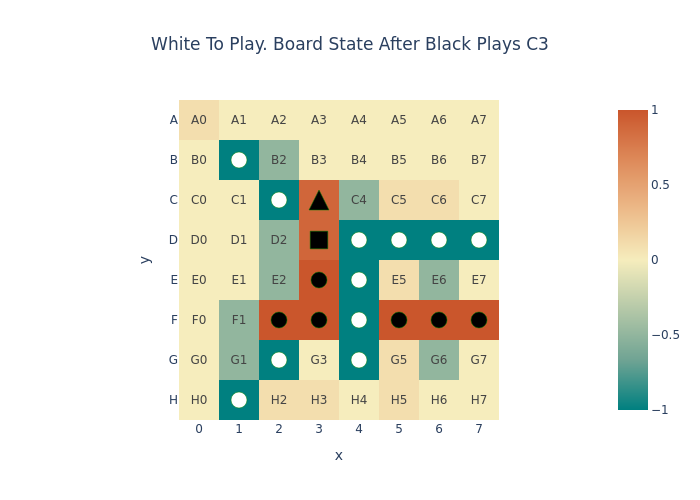 White To Play. Board State After Black Plays C3
A A0 A1 A2 A3 A4 A5 A6 A7
B B0 B2 B3 B4 B5 B6 B7
C C0 C1 C4 C5 C6 C7
D D0 D1 D2
E E0 E1 E2 E5 E6 E7
F F0 F1
G G0 G1 G3 G5 G6 G7
H H0 H2 H3 H4 H5 H6 H7
0 1 2 3 4 5 6 7
x
y
1
0.5
0
−0.5
−1